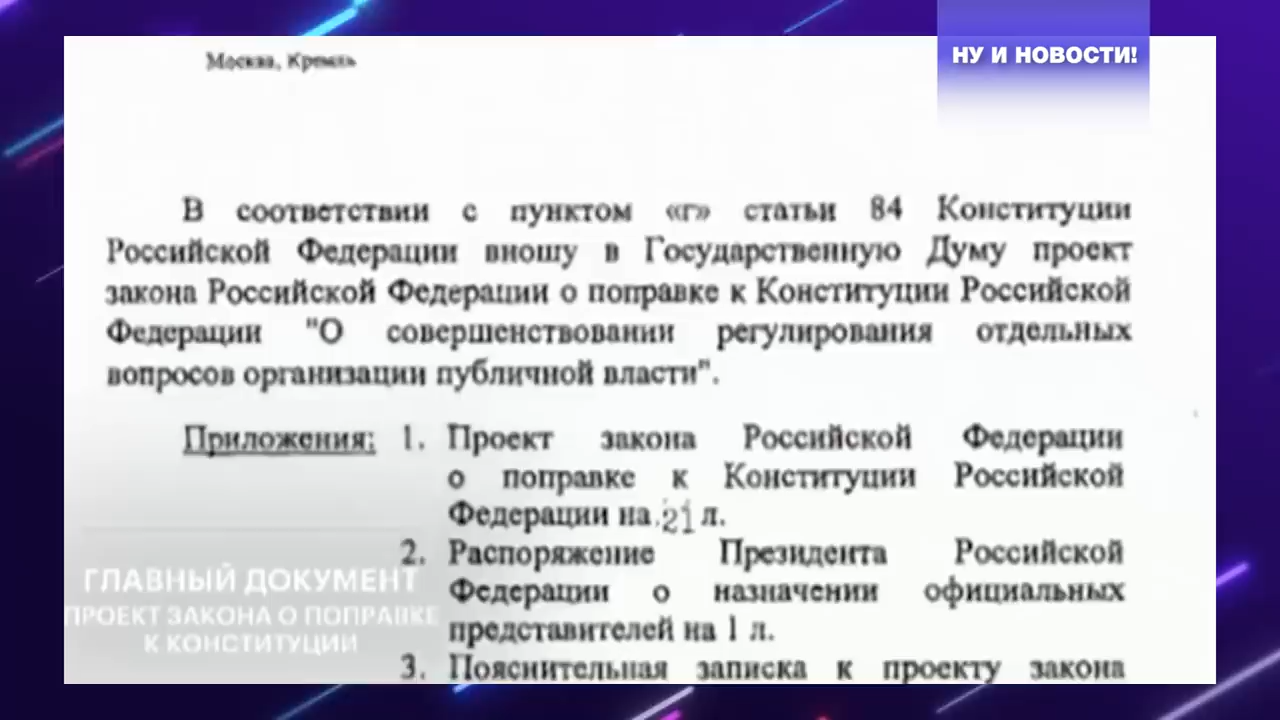 Москва, Кремль
НУ И НОВОСТИ!
В соответствии с пунктом «г» статьи 84 Конституции
Российской Федерации вношу в Государственную Думу проект
закона Российской Федерации о поправке к Конституции Российской
Федерации "О совершенствовании регулирования отдельных
вопросов организации публичной власти".
Приложения: 1. Проект закона Российской Федерации
о поправке к Конституции Российской
Федерации на 21 л.
2. Распоряжение Президента Российской
Федерации о назначении официальных
представителей на 1 л.
3. Пояснительная записка к проекту закона
ГЛАВНЫЙ ДОКУМЕНТ
ПРОЕКТ ЗАКОНА О ПОПРАВКЕ
К КОНСТИТУЦИИ